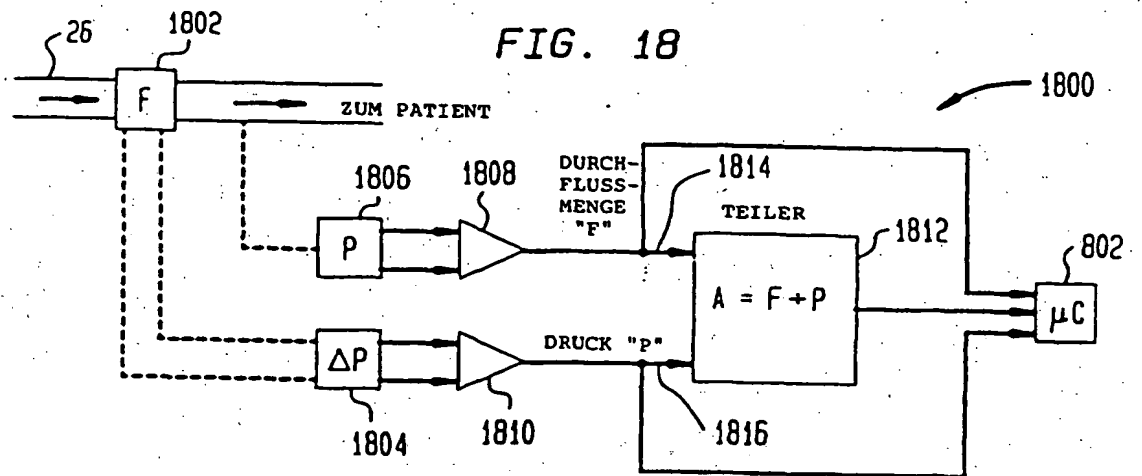 FIG. 18
26
1802
1800
F
ZUM PATIENT
1806
1808
DURCH-
FLUSS-
MENGE
"F"
1814
TEILER
1812
802
P
A = F+P
µC
ΔP
DRUCK "P"
1804
1810
1816